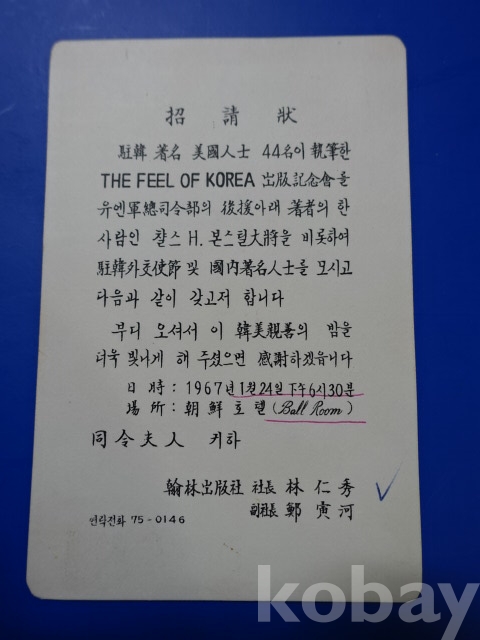 招請狀
駐韓 著名 美國人士 44名이 執筆한
THE FEEL OF KOREA 出版記念會를
유엔軍總司令部의 後援아래 著者의 한
사람인 찰스 H. 본스틸大將을 비롯하여
駐韓外交使節 및 國內著名人士를 모시고
다음과 같이 갖고저 합니다
부디 오셔서 이 韓美親善의 밤을
더욱 빛나게 해 주셨으면 感謝하겠읍니다
日時: 1967년 1월 24일 下午 6시 30분
場所: 朝鮮호텔 (Ball Room)
同令夫人 귀하
翰林出版社 社長 林仁秀
副社長 鄭寅河
연락전화 75-0146
kobay